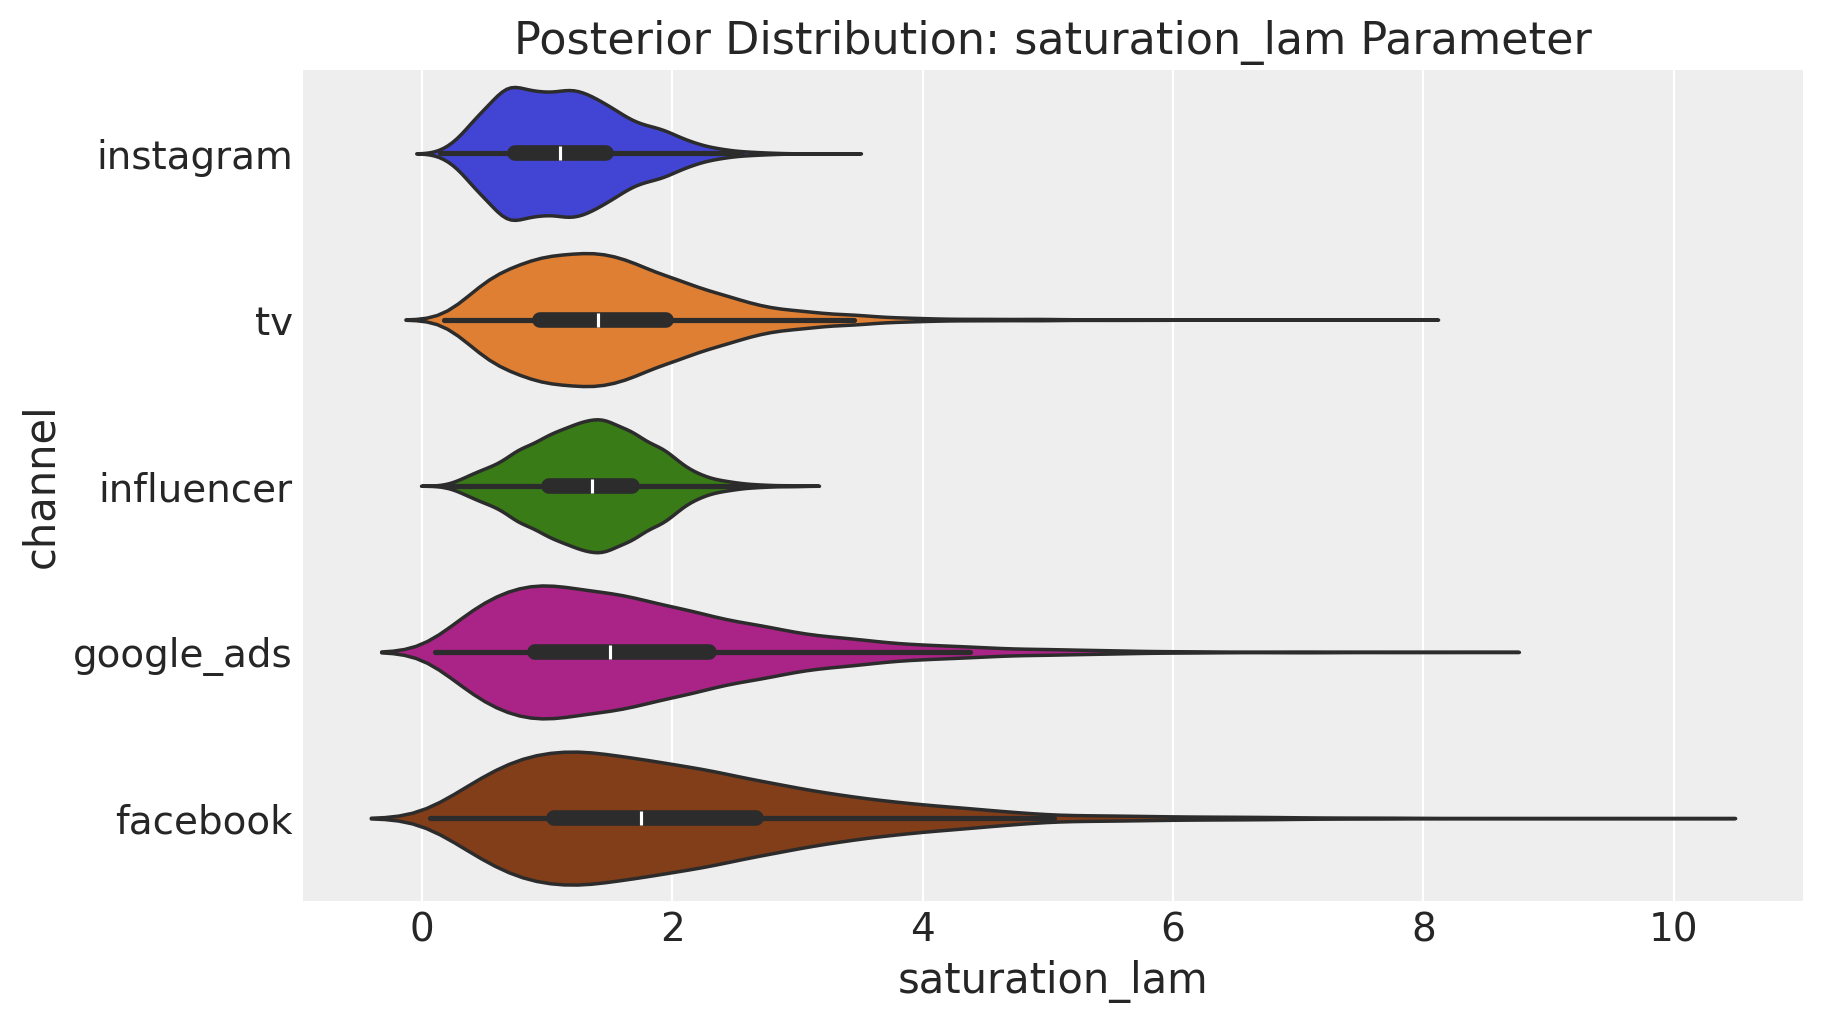 Posterior Distribution: saturation_lam Parameter
channel
instagram
tv
influencer
google_ads
facebook
0 2 4 6 8 10
saturation_lam